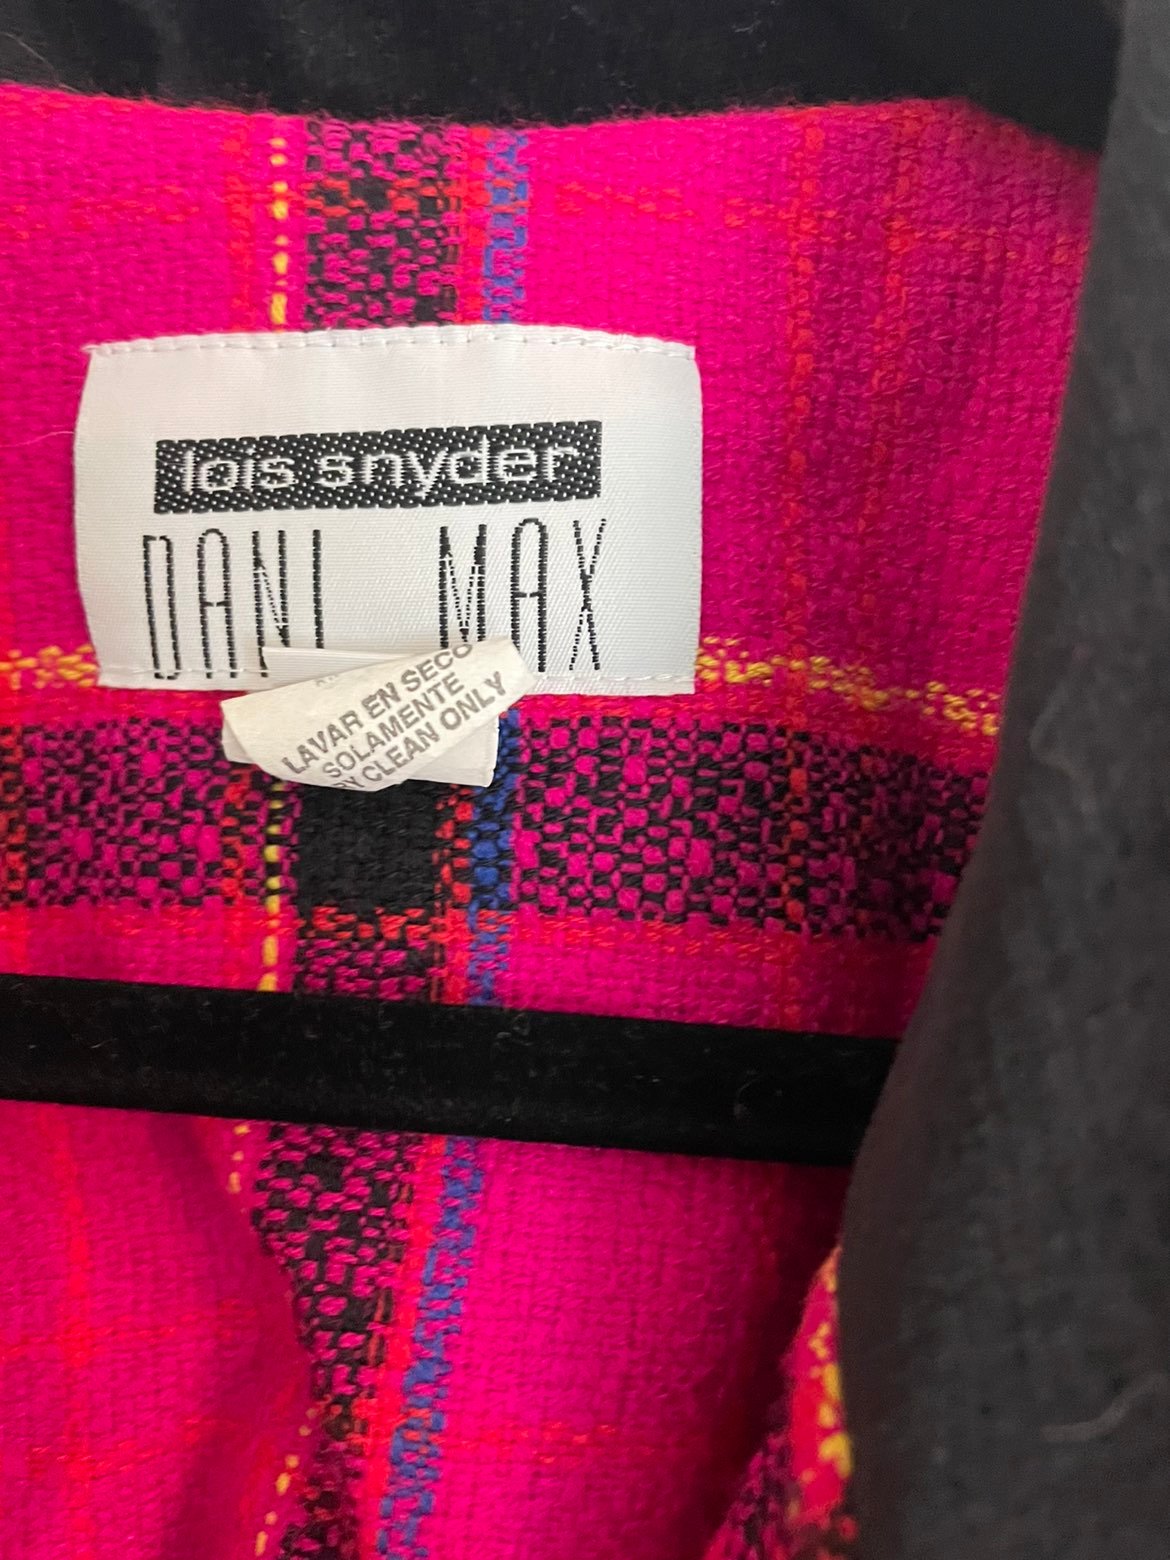 lois snyder
DANI MAX
LAVAR EN SECO
SOLAMENTE
CLEAN ONLY